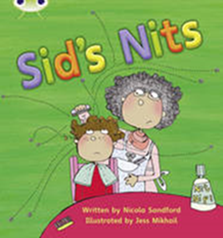 Sid's Nits
Written by Nicola Sandford
Illustrated by Jess Mikhail